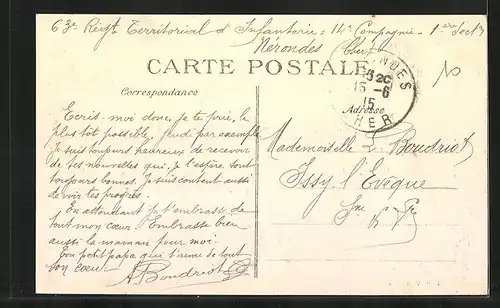 63e Régt Territorial d'Infanterie = 14e Compagnie - 1ere Sect
Nérondes (Cher)
CARTE POSTALE
Correspondance
Adresse
15-6
15
CHER
Ecris moi donc, je te prie, le
plus tôt possible, jeudi par exemple
Je suis toujours heureux de recevoir
de tes nouvelles qui, je l'espère, sont
toujours bonnes. Je suis content aussi
de voir tes progrès.
En attendant je t'embrasse de
tout mon cœur. Embrasse bien
aussi la maman pour moi.
Ton petit papa qui t'aime de tout
son cœur
A. Boudriot
Mademoiselle L. Boudriot
Issy l'Evêque